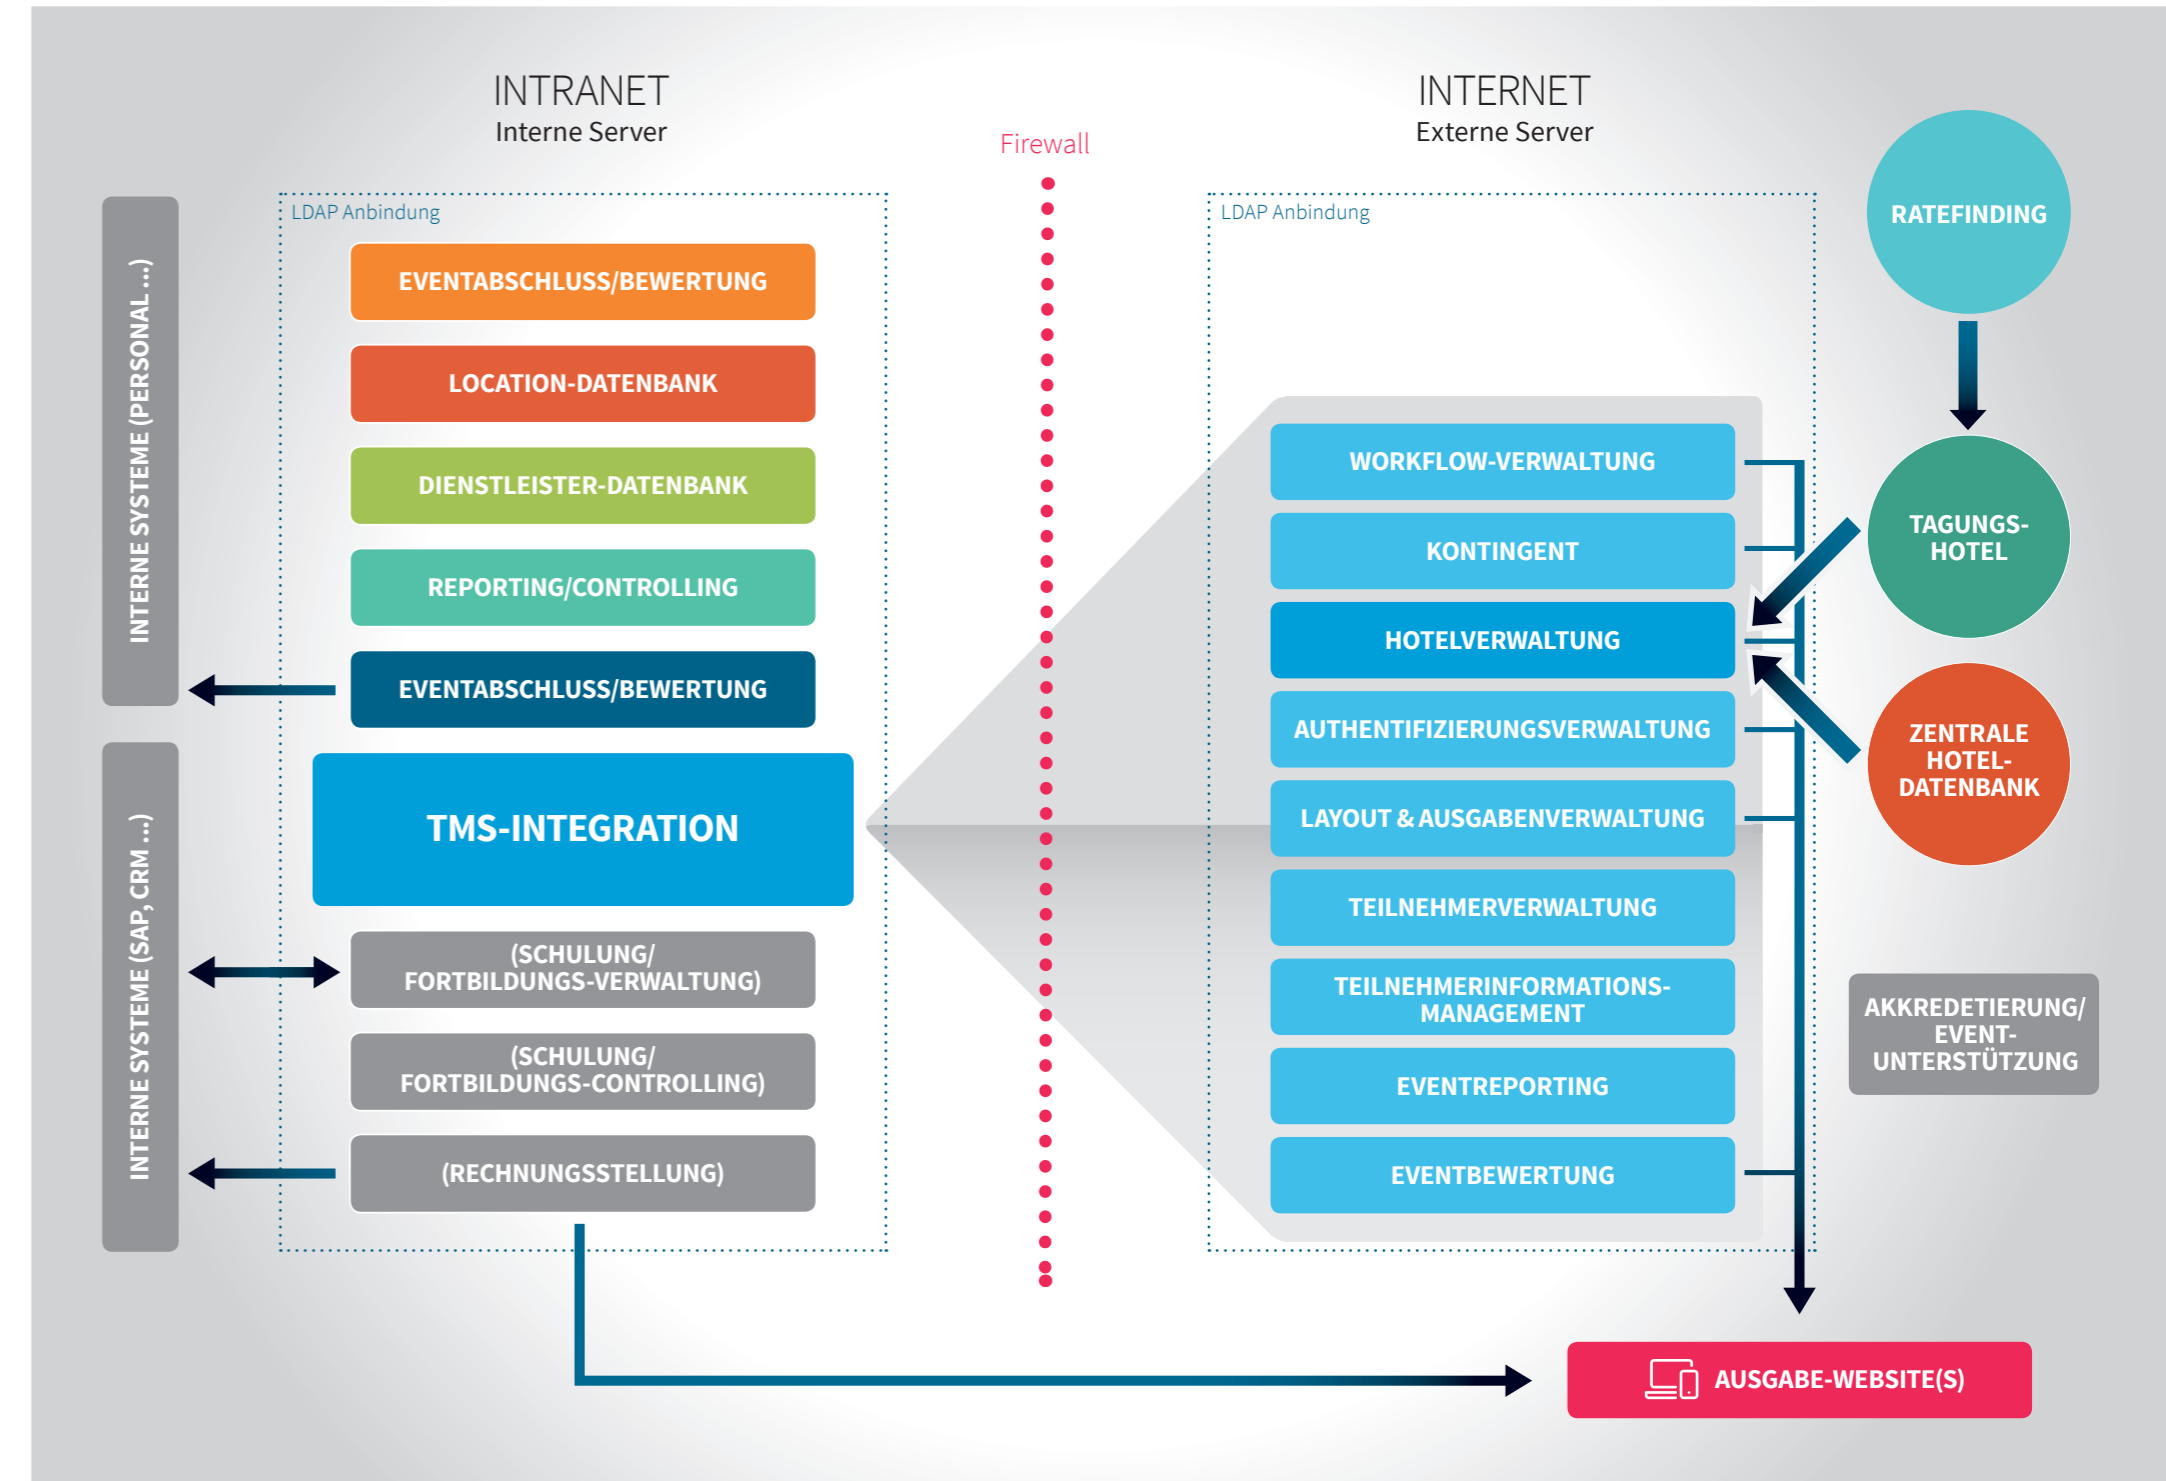 INTRANET
Interne Server
INTERNET
Externe Server
Firewall
RATEFINDING
LDAP Anbindung
LDAP Anbindung
INTERNE SYSTEME (PERSONAL ...)
EVENTABSCHLUSS/BEWERTUNG
LOCATION-DATENBANK
DIENSTLEISTER-DATENBANK
REPORTING/CONTROLLING
EVENTABSCHLUSS/BEWERTUNG
TMS-INTEGRATION
INTERNE SYSTEME (SAP, CRM ...)
(SCHULUNG/
FORTBILDUNGS-VERWALTUNG)
(SCHULUNG/
FORTBILDUNGS-CONTROLLING)
(RECHNUNGSSTELLUNG)
WORKFLOW-VERWALTUNG
KONTINGENT
HOTELVERWALTUNG
AUTHENTIFIZIERUNGSVERWALTUNG
LAYOUT & AUSGABENVERWALTUNG
TEILNEHMERVERWALTUNG
TEILNEHMERINFORMATIONS-
MANAGEMENT
EVENTREPORTING
EVENTBEWERTUNG
TAGUNGS-
HOTEL
ZENTRALE
HOTEL-
DATENBANK
AKKREDETIERUNG/
EVENT-
UNTERSTÜTZUNG
AUSGABE-WEBSITE(S)